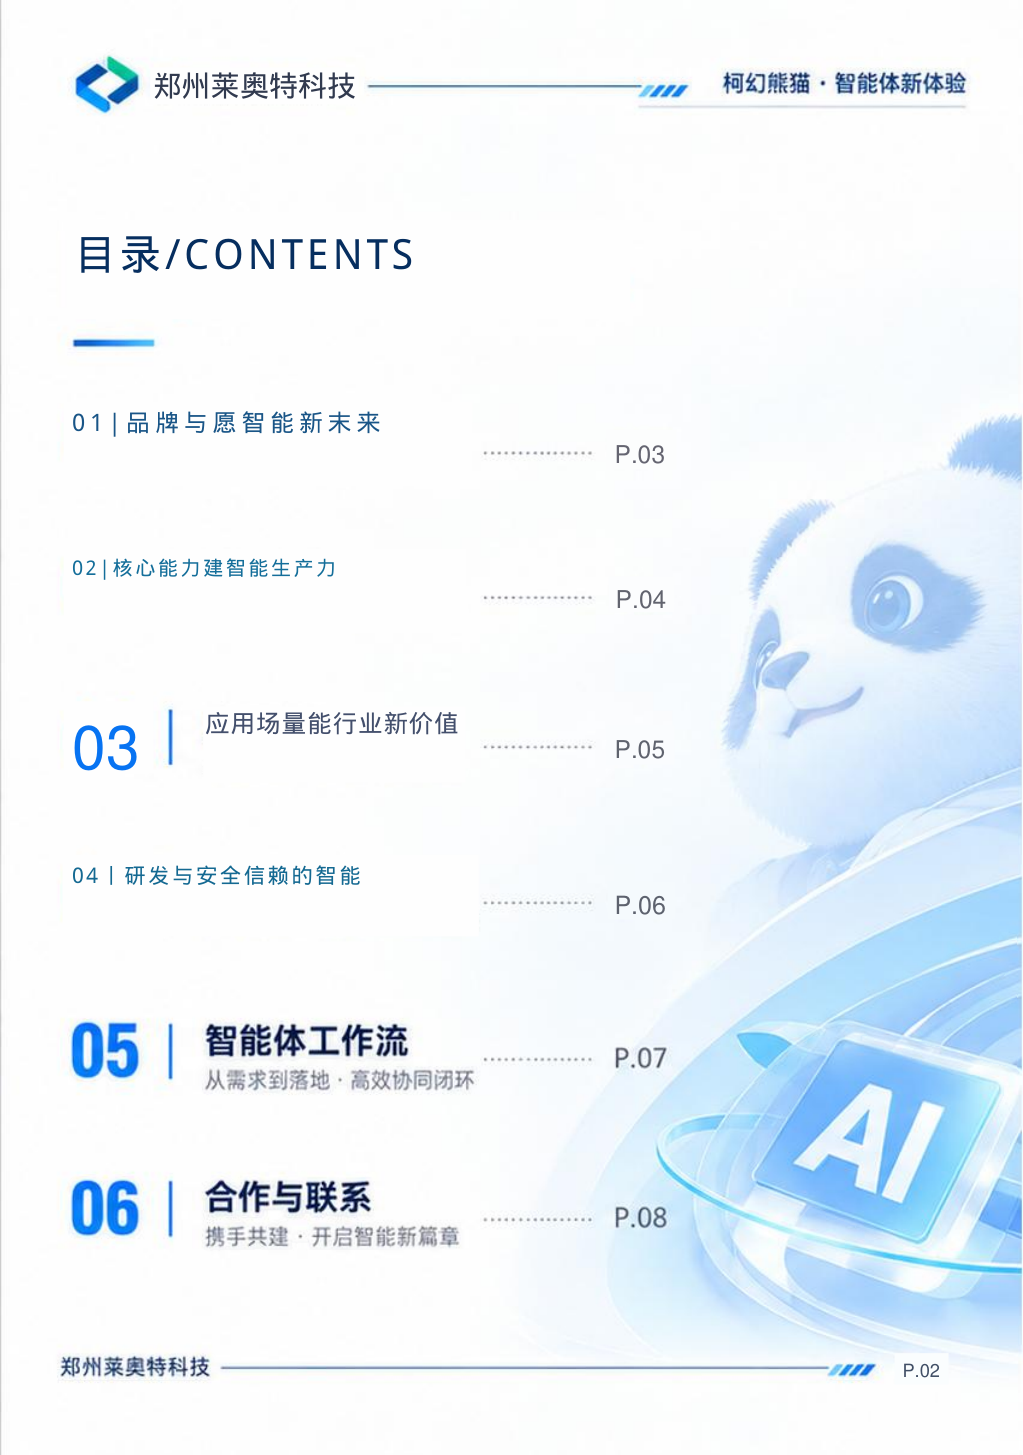 郑州莱奥特科技
柯幻熊猫·智能体新体验
目录/CONTENTS
01|品牌与愿智能新末来
P.03
02|核心能力建智能生产力
P.04
03
应用场量能行业新价值
P.05
04丨研发与安全信赖的智能
P.06
05
智能体工作流
从需求到落地·高效协同闭环
P.07
06
合作与联系
携手共建·开启智能新篇章
P.08
AI
郑州莱奥特科技
P.02